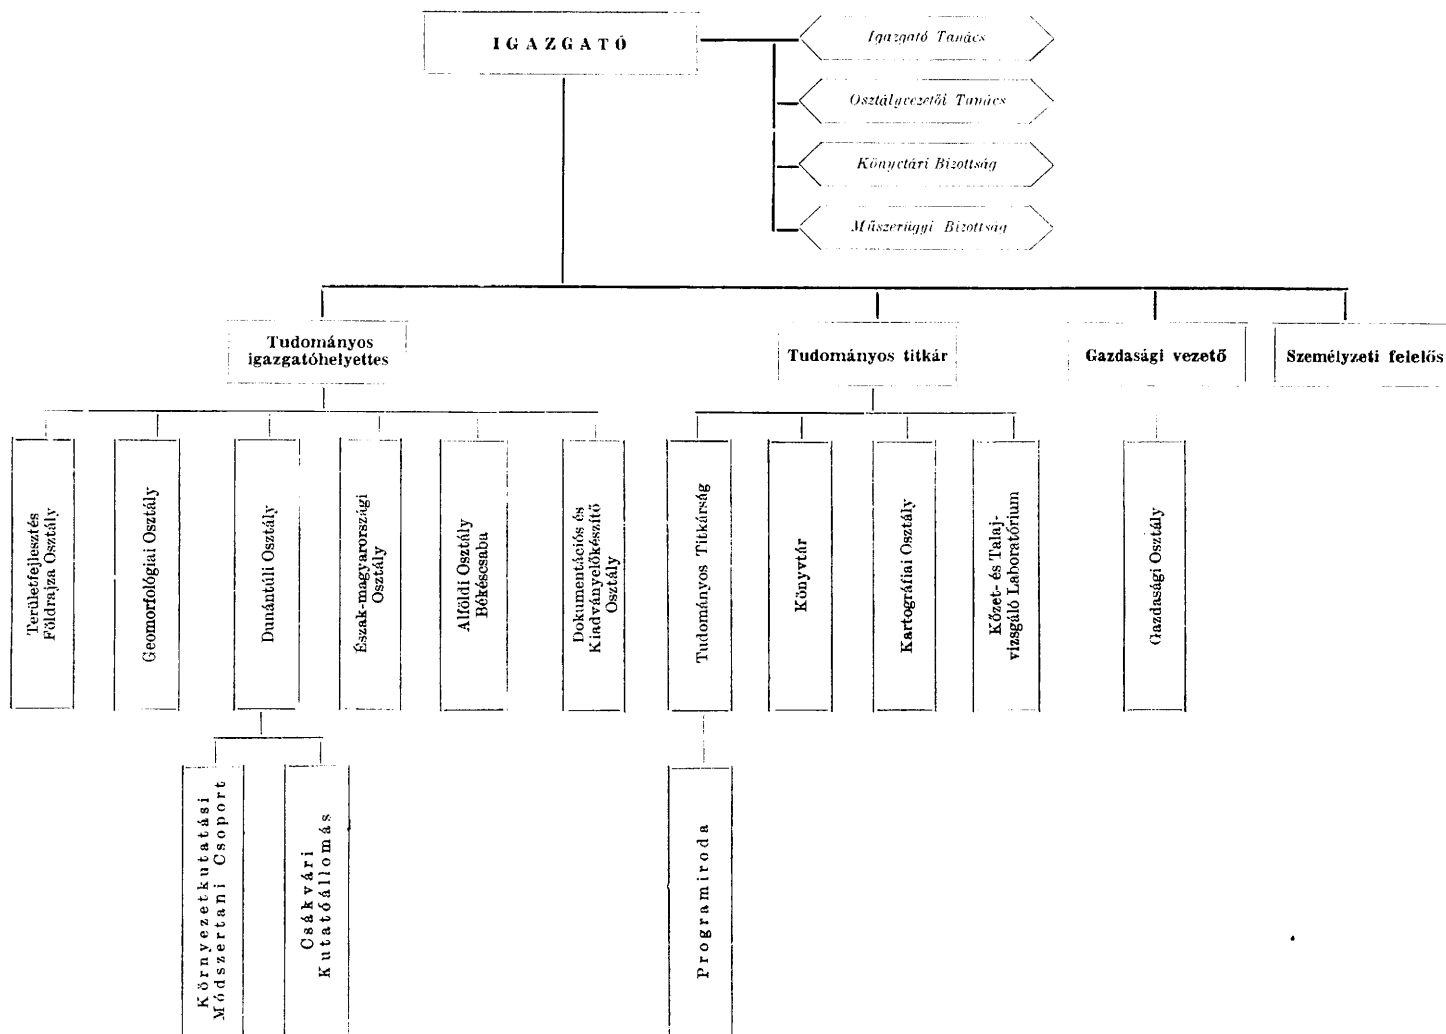 IGAZGATÓ
Igazgató Tanács
Osztályvezetői Tanács
Könyvtári Bizottság
Műszerügyi Bizottság
Tudományos
igazgatóhelyettes
Tudományos titkár
Gazdasági vezető
Személyzeti felelős
Területfejlesztés
Földrajza Osztály
Geomorfológiai Osztály
Dunántúli Osztály
Észak-magyarországi
Osztály
Alföldi Osztály
Békéscsaba
Dokumentációs és
Kiadványelőkészítő
Osztály
Tudományos Titkárság
Könyvtár
Kartográfiai Osztály
Kőzet- és Talaj-
vizsgáló Laboratórium
Gazdasági Osztály
Környezetkutatási
Módszertani Csoport
Csákvári
Kutatóállomás
Programiroda